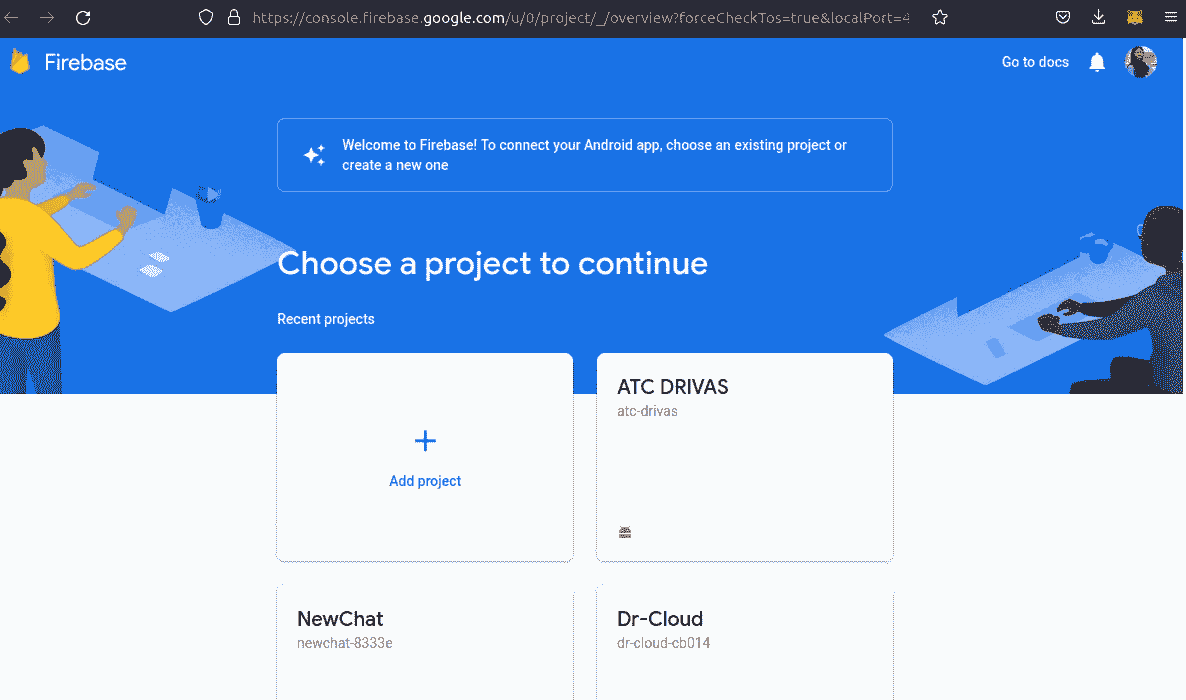 https://console.firebase.google.com/u/0/project/_/overview?forceCheckTos=true&localPort=4
Firebase
Go to docs
Welcome to Firebase! To connect your Android app, choose an existing project or
create a new one
Choose a project to continue
Recent projects
Add project
ATC DRIVAS
atc-drivas
NewChat
newchat-8333e
Dr-Cloud
dr-cloud-cb014